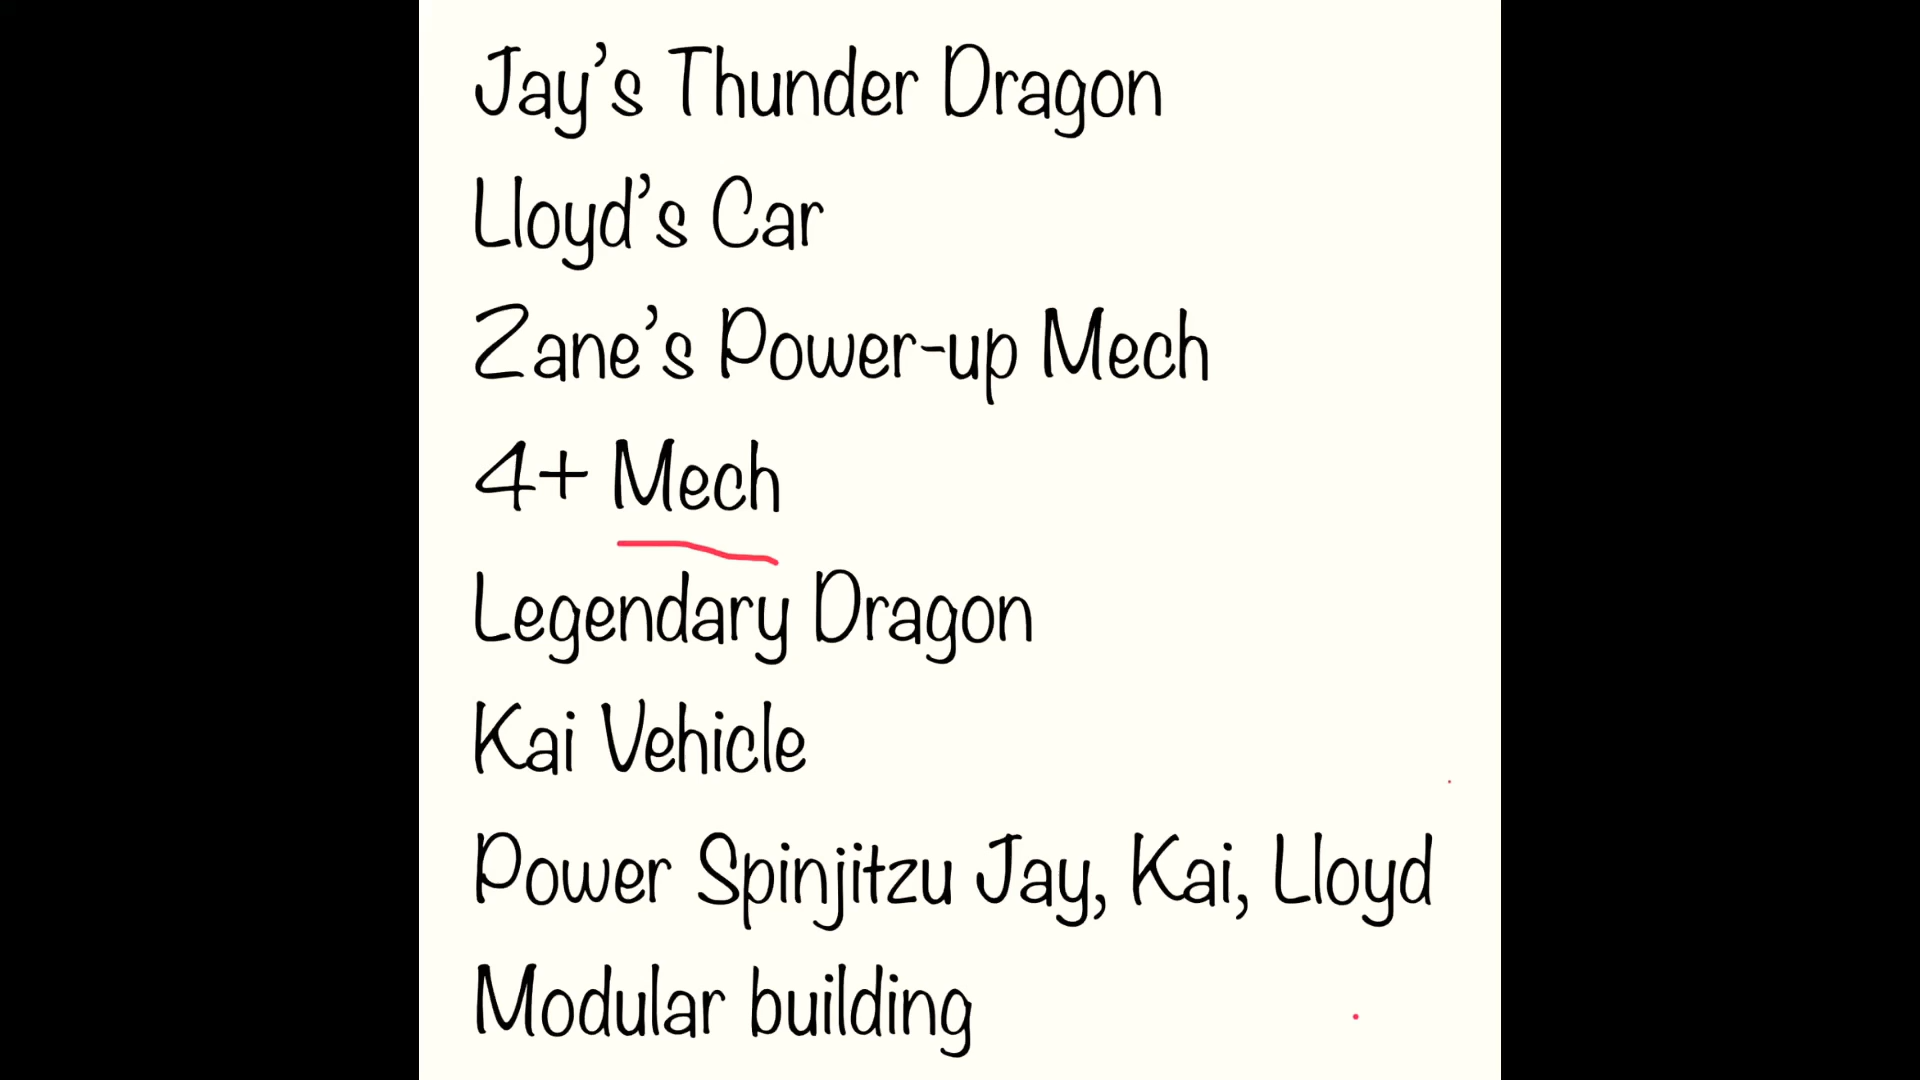 Jay’s Thunder Dragon
Lloyd’s Car
Zane’s Power-up Mech
4+ Mech
Legendary Dragon
Kai Vehicle
Power Spinjitzu Jay, Kai, Lloyd
Modular building